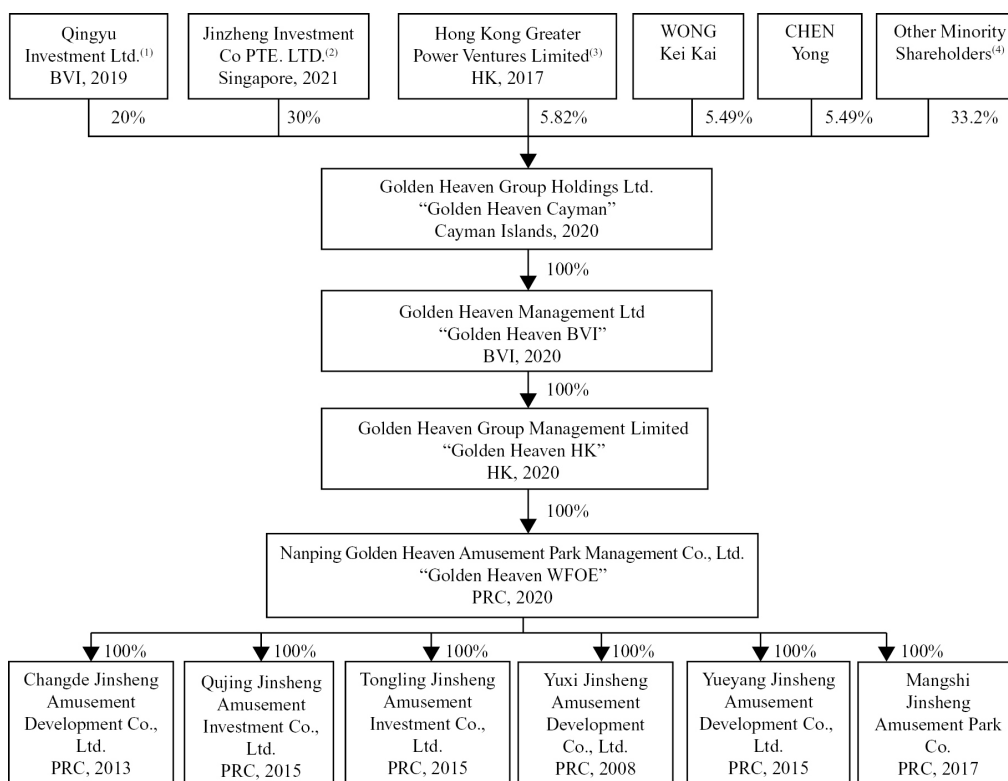 Qingyu
Investment Ltd.(1)
BVI, 2019
Jinzheng Investment
Co PTE. LTD.(2)
Singapore, 2021
Hong Kong Greater
Power Ventures Limited(3)
HK, 2017
WONG
Kei Kai
CHEN
Yong
Other Minority
Shareholders(4)
20%
30%
5.82%
5.49%
5.49%
33.2%
Golden Heaven Group Holdings Ltd.
“Golden Heaven Cayman”
Cayman Islands, 2020
100%
Golden Heaven Management Ltd
“Golden Heaven BVI”
BVI, 2020
100%
Golden Heaven Group Management Limited
“Golden Heaven HK”
HK, 2020
100%
Nanping Golden Heaven Amusement Park Management Co., Ltd.
“Golden Heaven WFOE”
PRC, 2020
100%
100%
100%
100%
100%
100%
Changde Jinsheng
Amusement
Development Co.,
Ltd.
PRC, 2013
Qujing Jinsheng
Amusement
Investment Co.,
Ltd.
PRC, 2015
Tongling Jinsheng
Amusement
Investment Co.,
Ltd.
PRC, 2015
Yuxi Jinsheng
Amusement
Development
Co., Ltd.
PRC, 2008
Yueyang Jinsheng
Amusement
Development Co.,
Ltd.
PRC, 2015
Mangshi
Jinsheng
Amusement Park
Co.
PRC, 2017